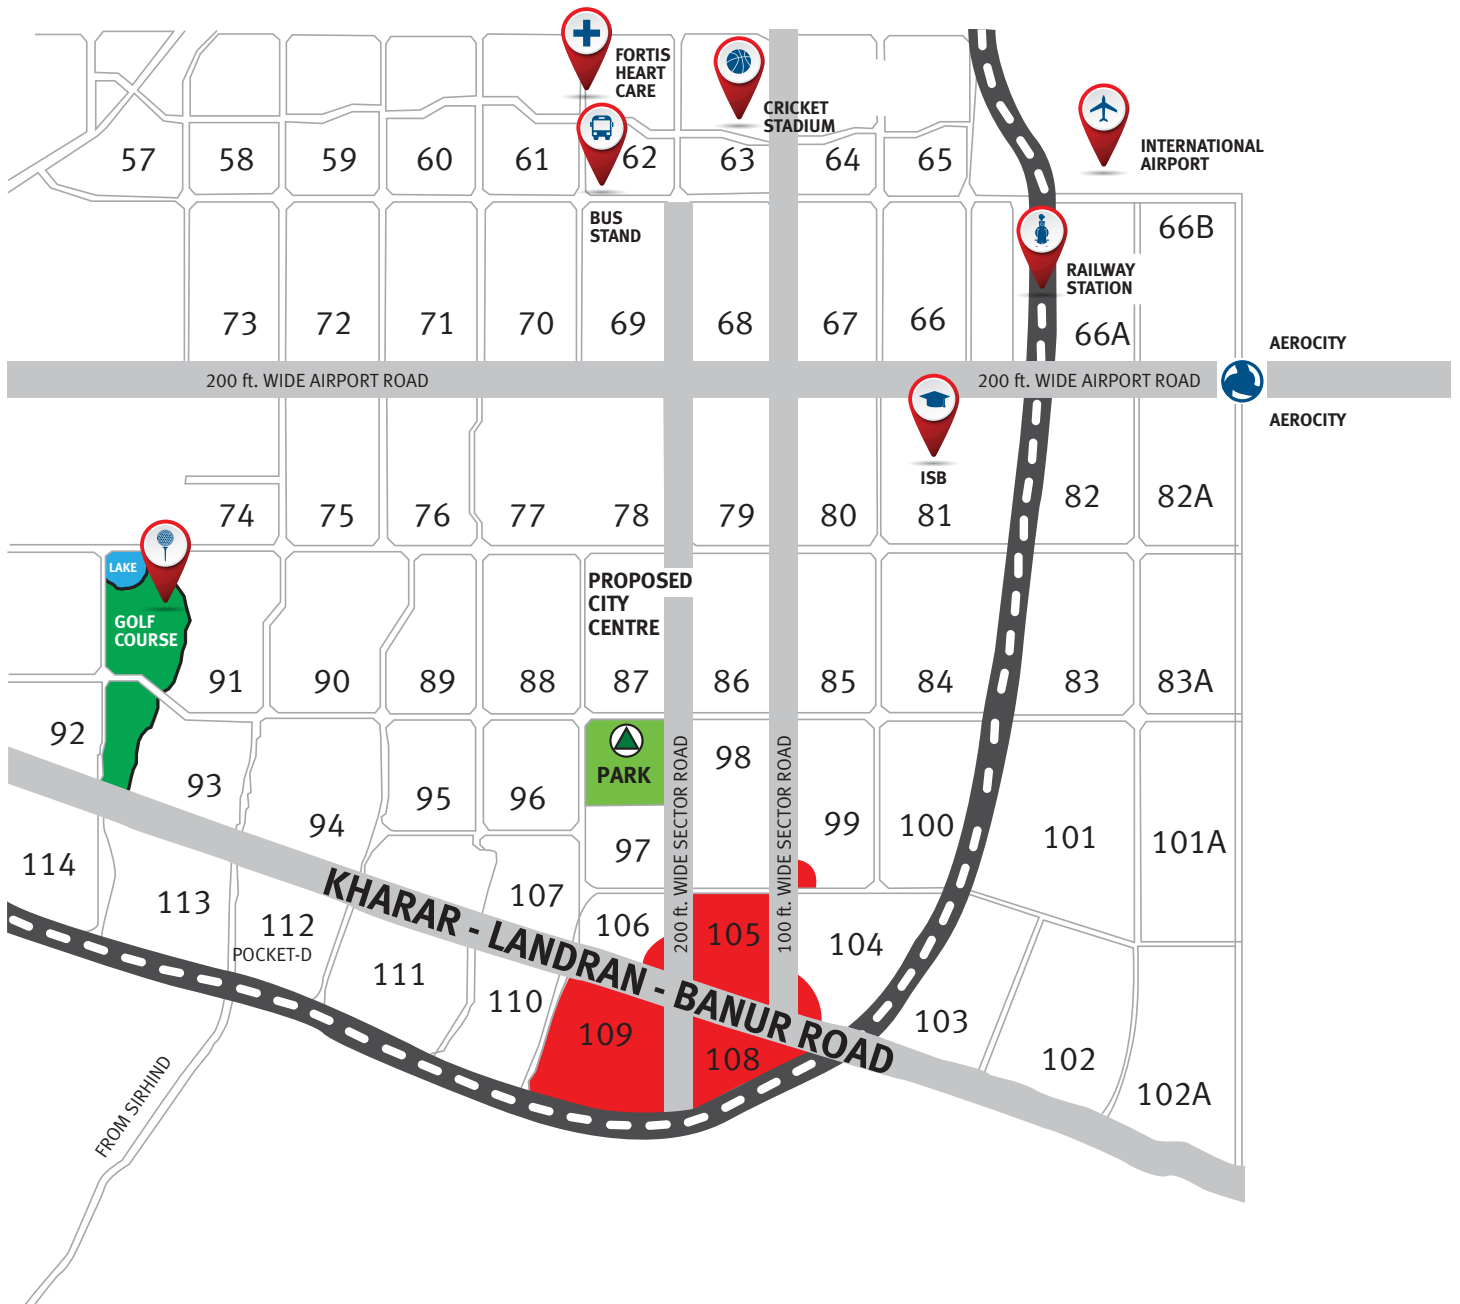 FORTIS
HEART
CARE
CRICKET
STADIUM
INTERNATIONAL
AIRPORT
57
58
59
60
61
62
63
64
65
BUS
STAND
66B
RAILWAY
STATION
73
72
71
70
69
68
67
66
66A
AEROCITY
200 ft. WIDE AIRPORT ROAD
200 ft. WIDE AIRPORT ROAD
AEROCITY
ISB
74
75
76
77
78
79
80
81
82
82A
LAKE
GOLF
COURSE
PROPOSED
CITY
CENTRE
91
90
89
88
87
86
85
84
83
83A
92
93
94
95
96
PARK
97
98
99
100
101
101A
200 ft. WIDE SECTOR ROAD
100 ft. WIDE SECTOR ROAD
114
113
112
POCKET-D
111
107
110
106
105
104
KHARAR - LANDRAN - BANUR ROAD
109
108
103
102
102A
FROM SIRHIND